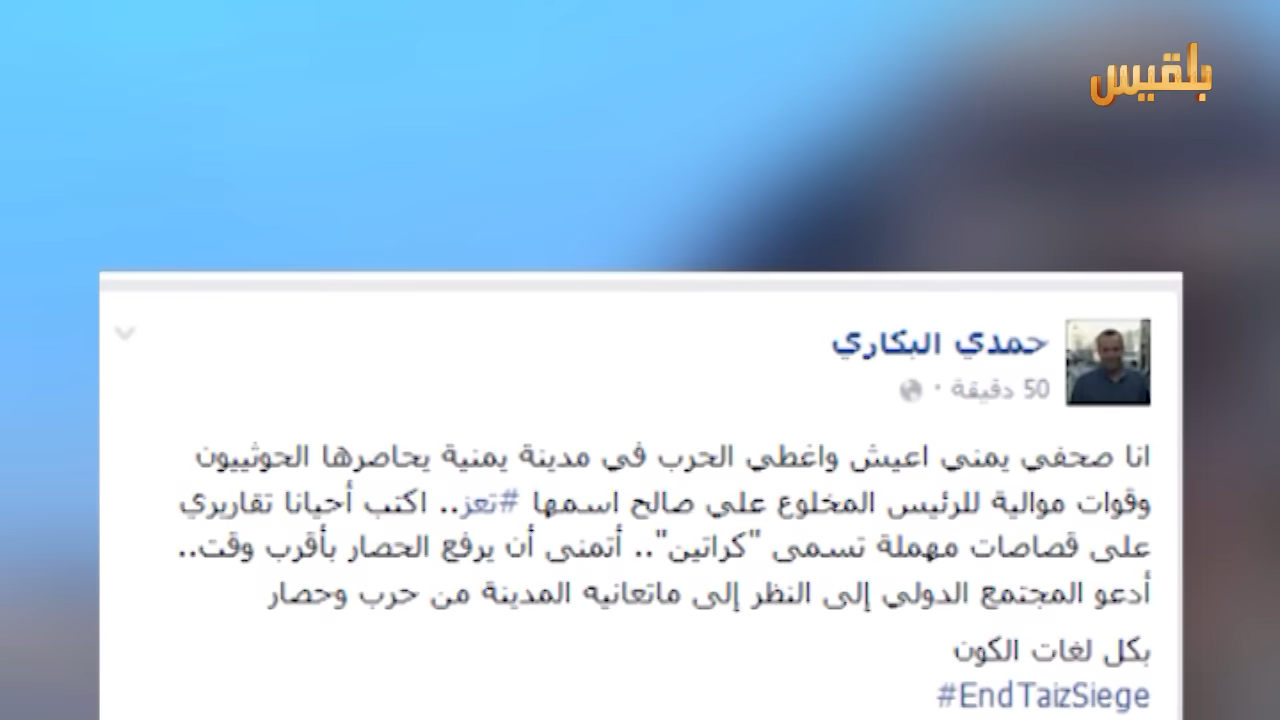 بلقيس
حمدي البكاري
50 دقيقة ·
انا صحفي يمني اعيش واغطي الحرب في مدينة يمنية يحاصرها الحوثييون
وقوات موالية للرئيس المخلوع علي صالح اسمها #تعز.. اكتب أحيانا تقاريري
على قصاصات مهملة تسمى "كراتين".. أتمنى أن يرفع الحصار بأقرب وقت..
أدعو المجتمع الدولي إلى النظر إلى ماتعانيه المدينة من حرب وحصار
بكل لغات الكون
#EndTaizSiege